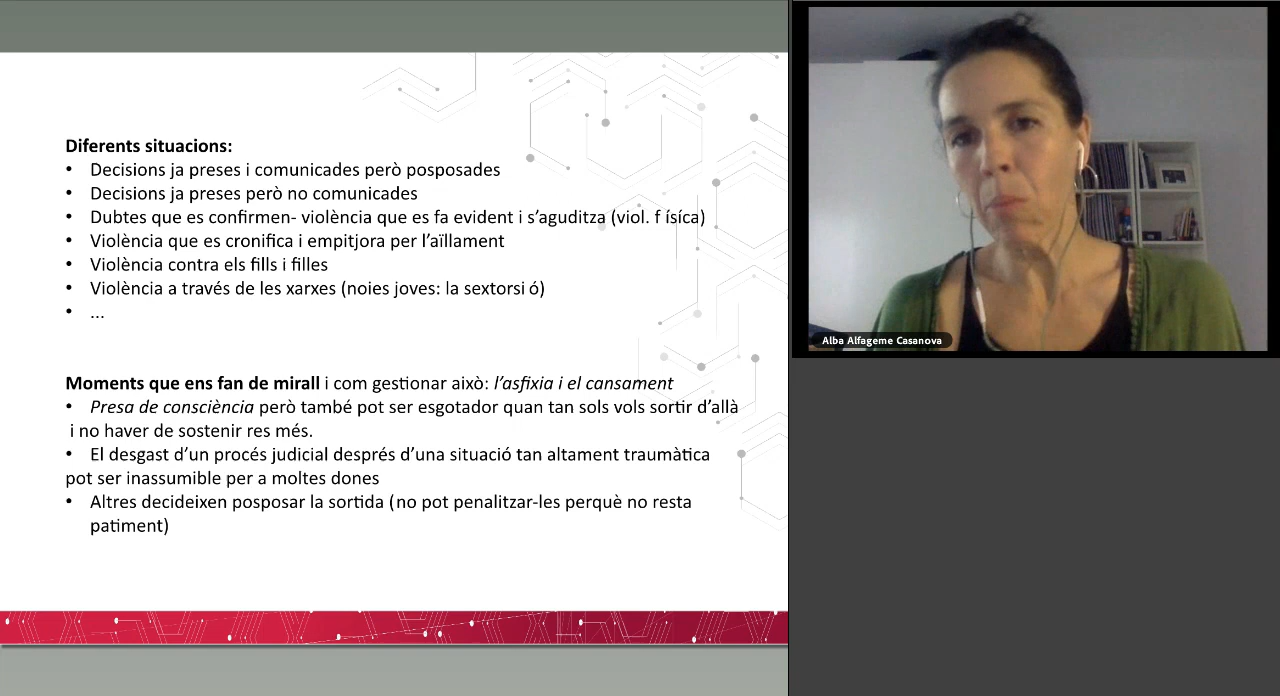 Diferents situacions:
• Decisions ja preses i comunicades però posposades
• Decisions ja preses però no comunicades
• Dubtes que es confirmen- violència que es fa evident i s’aguditza (viol. f ísíca)
• Violència que es cronifica i empitjora per l’aïllament
• Violència contra els fills i filles
• Violència a través de les xarxes (noies joves: la sextorsi ó)
• ...
Moments que ens fan de mirall i com gestionar això: l’asfixia i el cansament
• Presa de consciència però també pot ser esgotador quan tan sols vols sortir d’allà
i no haver de sostenir res més.
• El desgast d’un procés judicial després d’una situació tan altament traumàtica
pot ser inassumible per a moltes dones
• Altres decideixen posposar la sortida (no pot penalitzar-les perquè no resta
patiment)
Alba Alfageme Casanova